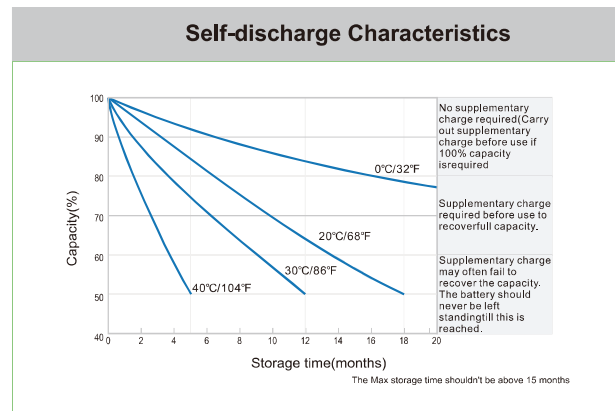 Self-discharge Characteristics
100
90
80
70
60
50
40
Capacity(%)
0℃/32℉
20℃/68℉
30℃/86℉
40℃/104℉
No supplementary
charge required(Carry
out supplementary
charge before use if
100% capacity
isrequired
Supplementary charge
required before use to
recoverfull capacity.
Supplementary charge
may often fail to
recover the capacity.
The battery should
never be left
standingtill this is
reached.
0 2 4 6 8 10 12 14 16 18 20
Storage time(months)
The Max storage time shouldn't be above 15 months